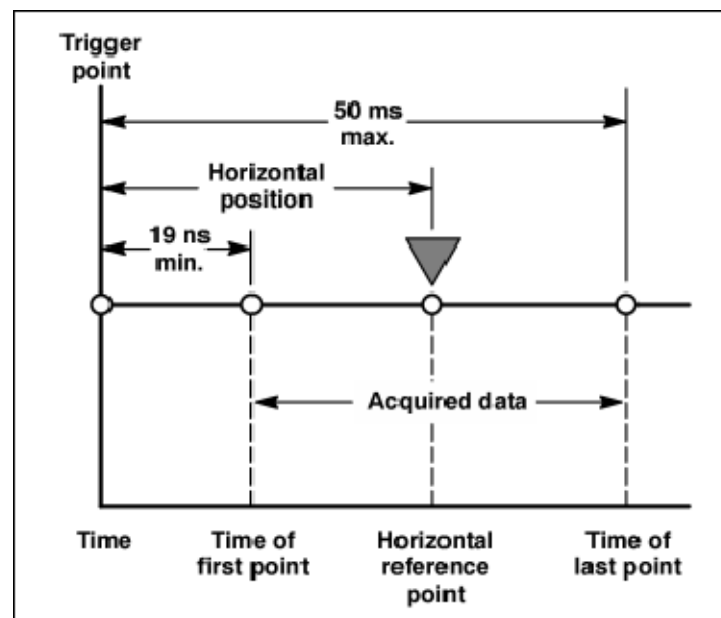 Trigger
point
50 ms
max.
Horizontal
position
19 ns
min.
Acquired data
Time
Time of
first point
Horizontal
reference
point
Time of
last point